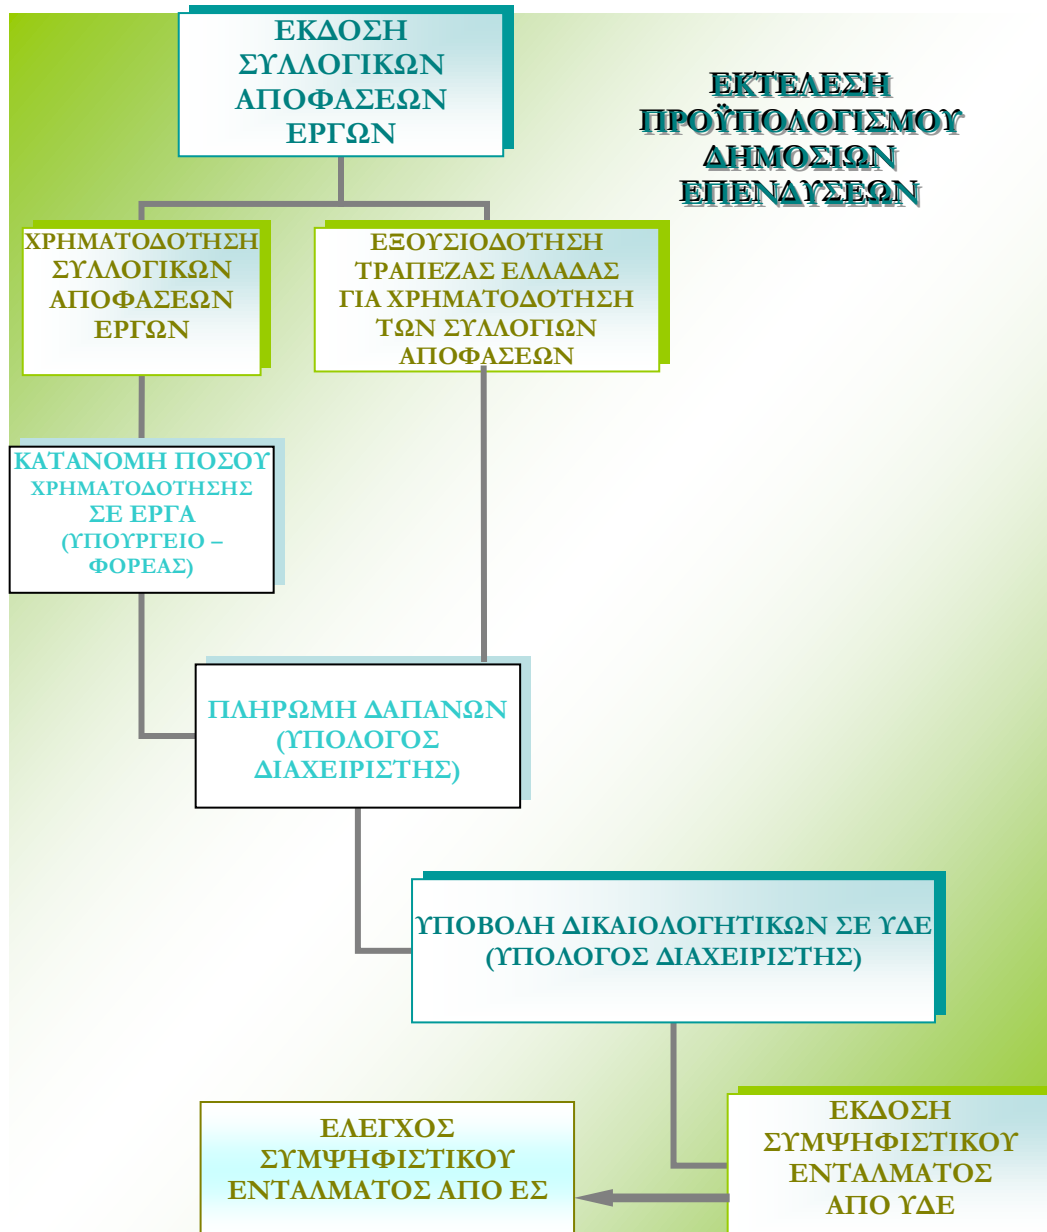 ΕΚΔΟΣΗ
ΣΥΛΛΟΓΙΚΩΝ
ΑΠΟΦΑΣΕΩΝ
ΕΡΓΩΝ
ΕΚΤΕΛΕΣΗ
ΠΡΟΫΠΟΛΟΓΙΣΜΟΥ
ΔΗΜΟΣΙΩΝ
ΕΠΕΝΔΥΣΕΩΝ
ΧΡΗΜΑΤΟΔΟΤΗΣΗ
ΣΥΛΛΟΓΙΚΩΝ
ΑΠΟΦΑΣΕΩΝ
ΕΡΓΩΝ
ΕΞΟΥΣΙΟΔΟΤΗΣΗ
ΤΡΑΠΕΖΑΣ ΕΛΛΑΔΑΣ
ΓΙΑ ΧΡΗΜΑΤΟΔΟΤΗΣΗ
ΤΩΝ ΣΥΛΛΟΓΙΩΝ
ΑΠΟΦΑΣΕΩΝ
ΚΑΤΑΝΟΜΗ ΠΟΣΟΥ
ΧΡΗΜΑΤΟΔΟΤΗΣΗΣ
ΣΕ ΕΡΓΑ
(ΥΠΟΥΡΓΕΙΟ –
ΦΟΡΕΑΣ)
ΠΛΗΡΩΜΗ ΔΑΠΑΝΩΝ
(ΥΠΟΛΟΓΟΣ
ΔΙΑΧΕΙΡΙΣΤΗΣ)
ΥΠΟΒΟΛΗ ΔΙΚΑΙΟΛΟΓΗΤΙΚΩΝ ΣΕ ΥΔΕ
(ΥΠΟΛΟΓΟΣ ΔΙΑΧΕΙΡΙΣΤΗΣ)
ΕΚΔΟΣΗ
ΣΥΜΨΗΦΙΣΤΙΚΟΥ
ΕΝΤΑΛΜΑΤΟΣ
ΑΠΟ ΥΔΕ
ΕΛΕΓΧΟΣ
ΣΥΜΨΗΦΙΣΤΙΚΟΥ
ΕΝΤΑΛΜΑΤΟΣ ΑΠΟ ΕΣ